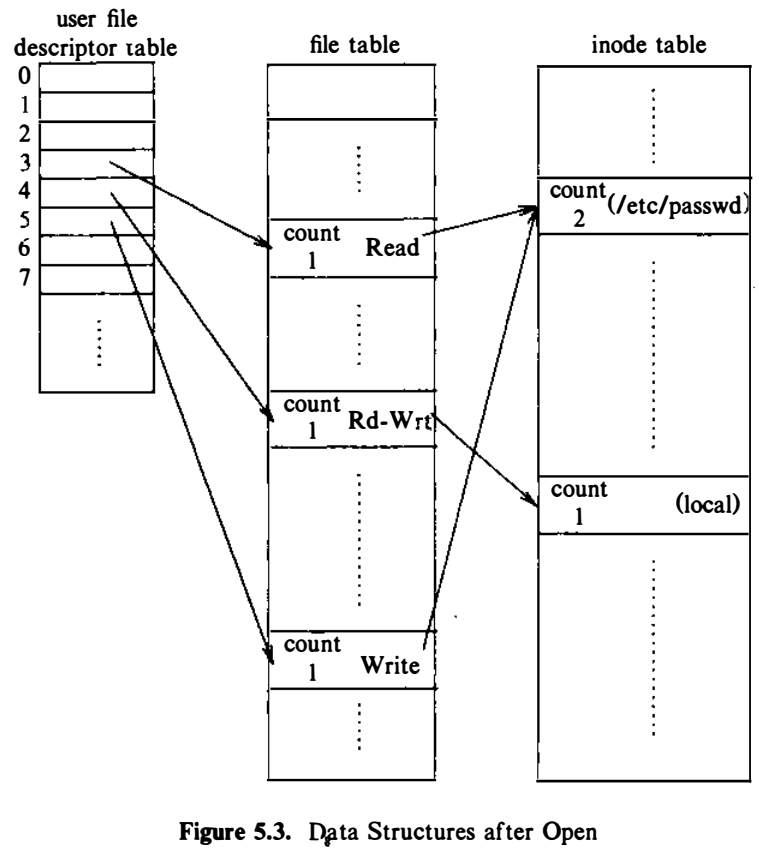 user file
descriptor table
file table
inode table
0
1
2
3
4
5
6
7
count
1 Read
count
1 Rd-Wrt
count
1 Write
count
2 (/etc/passwd)
count
1 (local)
Figure 5.3. Data Structures after Open